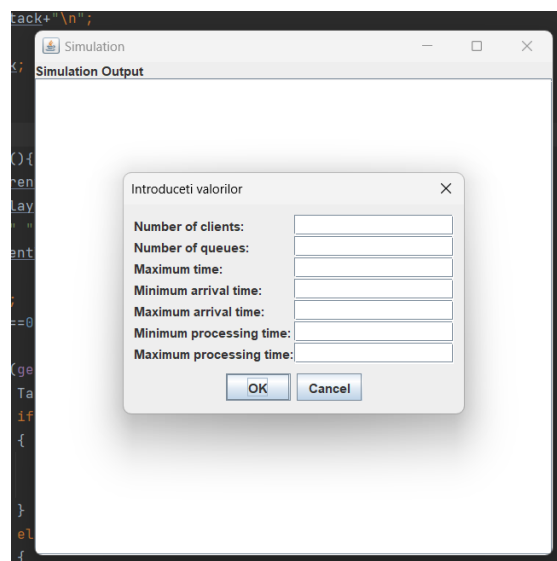 tack+"\n";
Simulation
Simulation Output
(){
ren
lay
" "
ent
;
==0
(ge
Ta
if
{
}
el
{
Introduceti valorilor
Number of clients:
Number of queues:
Maximum time:
Minimum arrival time:
Maximum arrival time:
Minimum processing time:
Maximum processing time:
OK Cancel